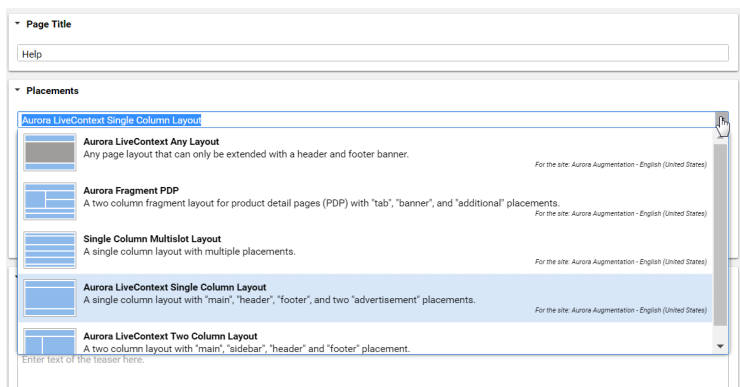 Page Title
Help
Placements
Aurora LiveContext Single Column Layout
Aurora LiveContext Any Layout
Any page layout that can only be extended with a header and footer banner.
For the site: Aurora Augmentation - English (United States)
Aurora Fragment PDP
A two column fragment layout for product detail pages (PDP) with "tab", "banner", and "additional" placements.
For the site: Aurora Augmentation - English (United States)
Single Column Multislot Layout
A single column layout with multiple placements.
For the site: Aurora Augmentation - English (United States)
Aurora LiveContext Single Column Layout
A single column layout with "main", "header", "footer", and two "advertisement" placements.
For the site: Aurora Augmentation - English (United States)
Aurora LiveContext Two Column Layout
A two column layout with "main", "sidebar", "header" and "footer" placement.
Enter text of the teaser here.